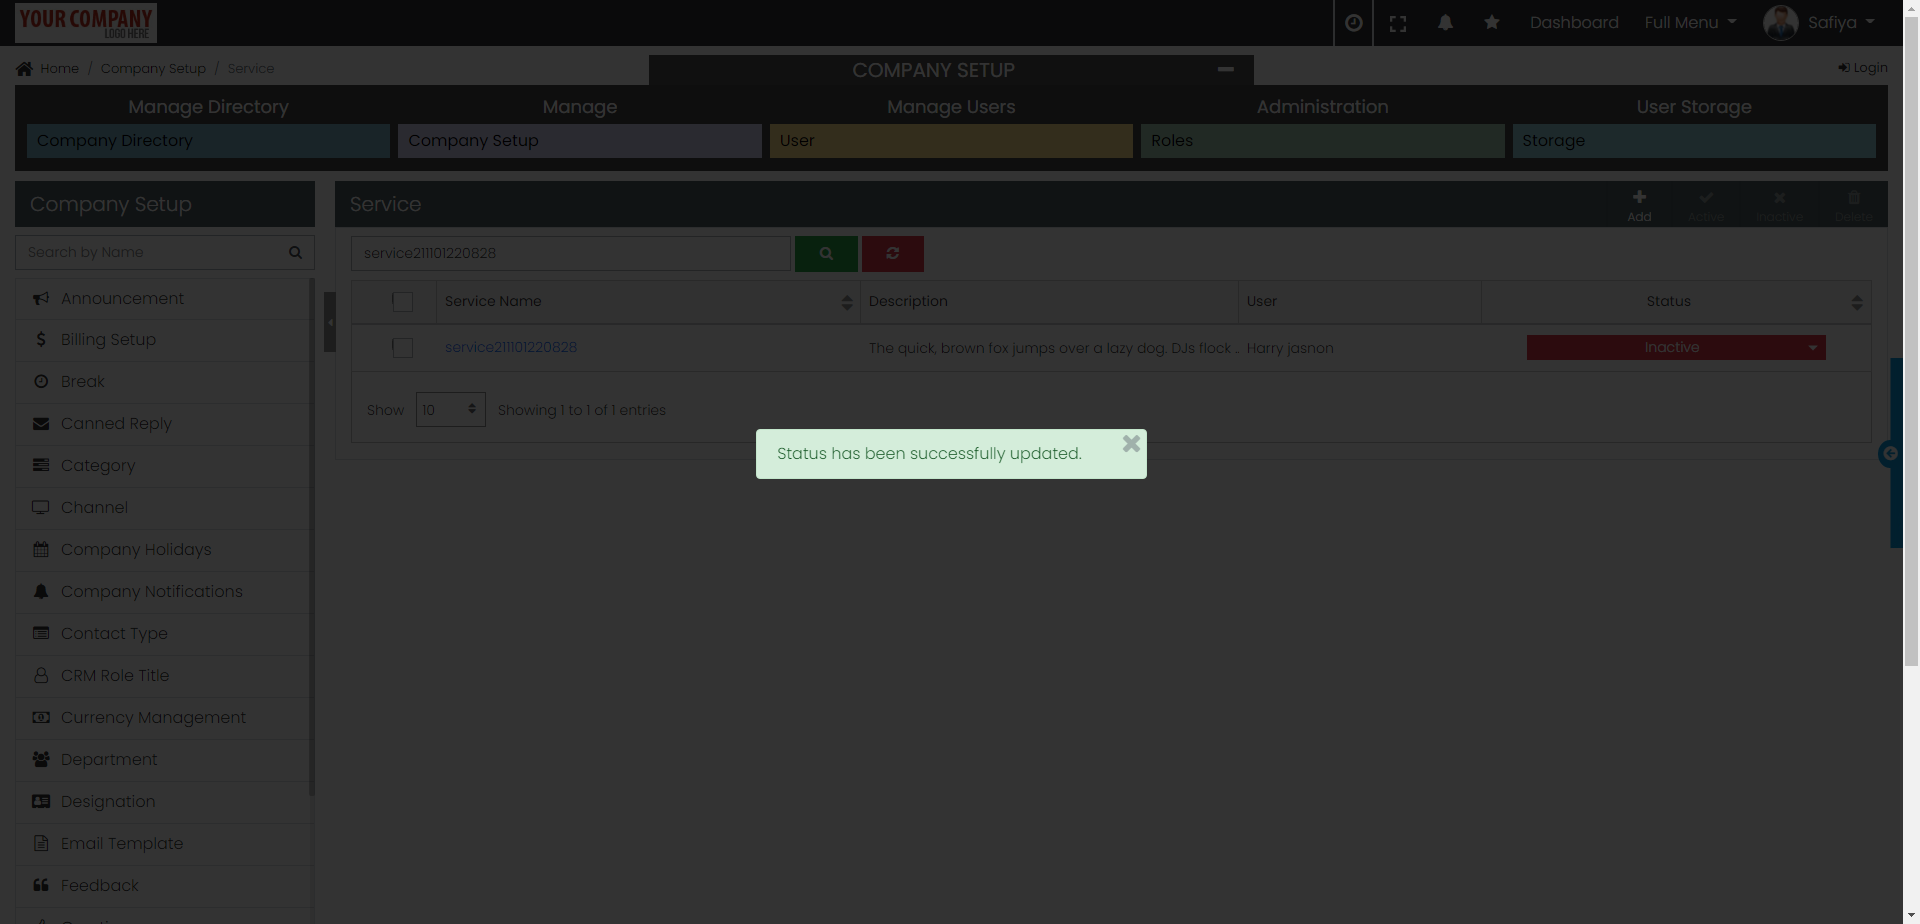 YOUR COMPANY
LOGO HERE
Dashboard
Full Menu
Safiya
Home / Company Setup / Service
COMPANY SETUP
Login
Manage Directory
Manage
Manage Users
Administration
User Storage
Company Directory
Company Setup
User
Roles
Storage
Company Setup
Search by Name
Announcement
Billing Setup
Break
Canned Reply
Category
Channel
Company Holidays
Company Notifications
Contact Type
CRM Role Title
Currency Management
Department
Designation
Email Template
Feedback
Service
Add
Active
Inactive
Delete
service211101220828
Service Name
Description
User
Status
service211101220828
The quick, brown fox jumps over a lazy dog. DJs flock ..
Harry jasnon
Inactive
Show 10 Showing 1 to 1 of 1 entries
Status has been successfully updated.